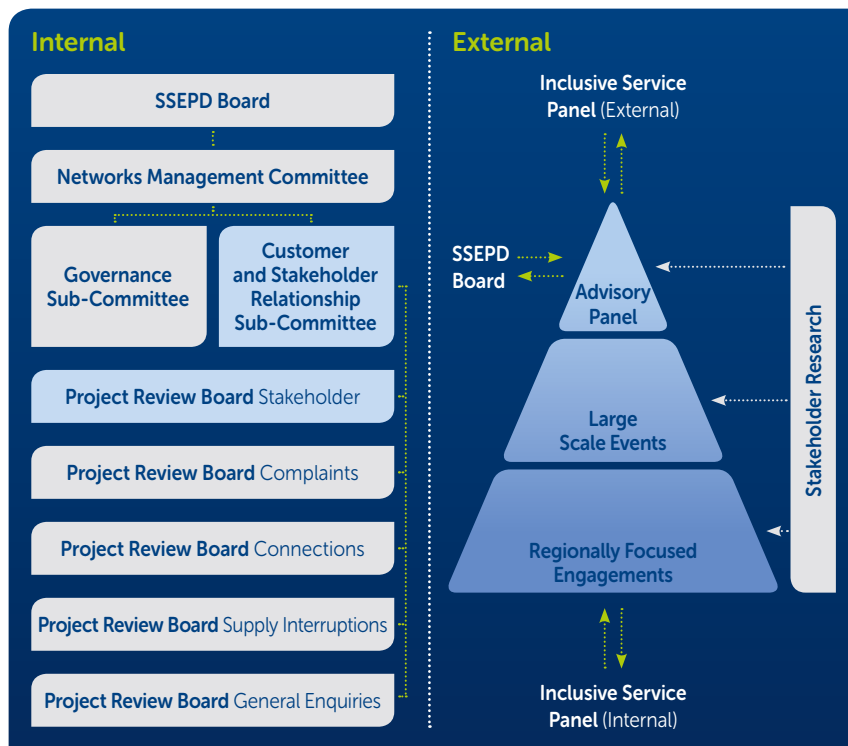 Internal
SSEPD Board
Networks Management Committee
Governance
Sub-Committee
Customer
and Stakeholder
Relationship
Sub-Committee
Project Review Board Stakeholder
Project Review Board Complaints
Project Review Board Connections
Project Review Board Supply Interruptions
Project Review Board General Enquiries
External
Inclusive Service
Panel (External)
SSEPD
Board
Advisory
Panel
Large
Scale Events
Regionally Focused
Engagements
Stakeholder Research
Inclusive Service
Panel (Internal)